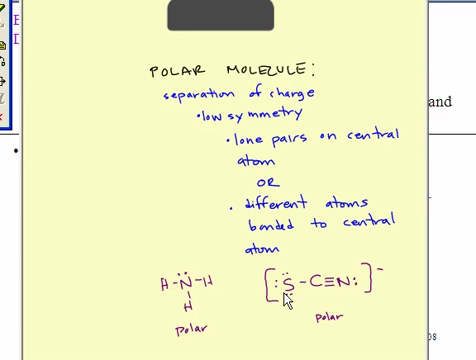 POLAR MOLECULE:
separation of charge
• low symmetry
• lone pairs on central
atom
OR
• different atoms
bonded to central
atom
H-N̈-H [:S̈-C≡N:]⁻
H
Polar
Polar
and